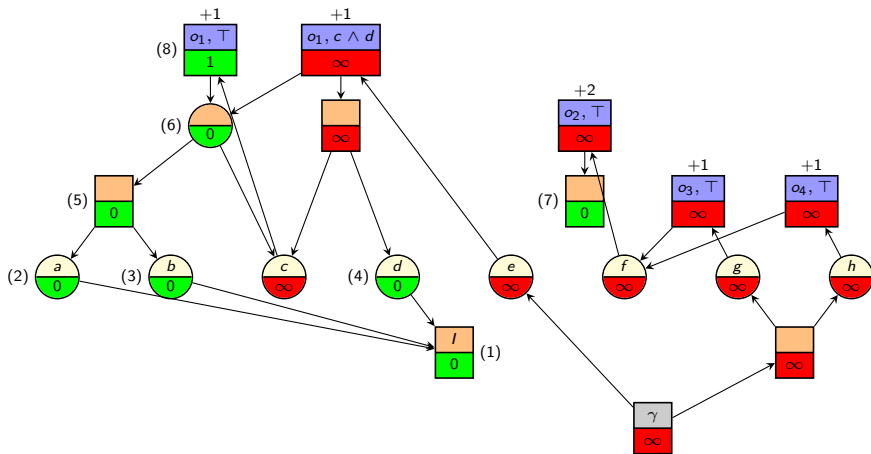 +1 +1
(8) o₁, ⊤ o₁, c ∧ d
1 ∞
+2
(6) 0 ∞ o₂, ⊤
∞
+1 +1
(5) 0 (7) 0 o₃, ⊤ o₄, ⊤
∞ ∞
(2) a (3) b c (4) d e f g h
0 0 ∞ 0 ∞ ∞ ∞ ∞
I (1)
0 ∞
γ
∞